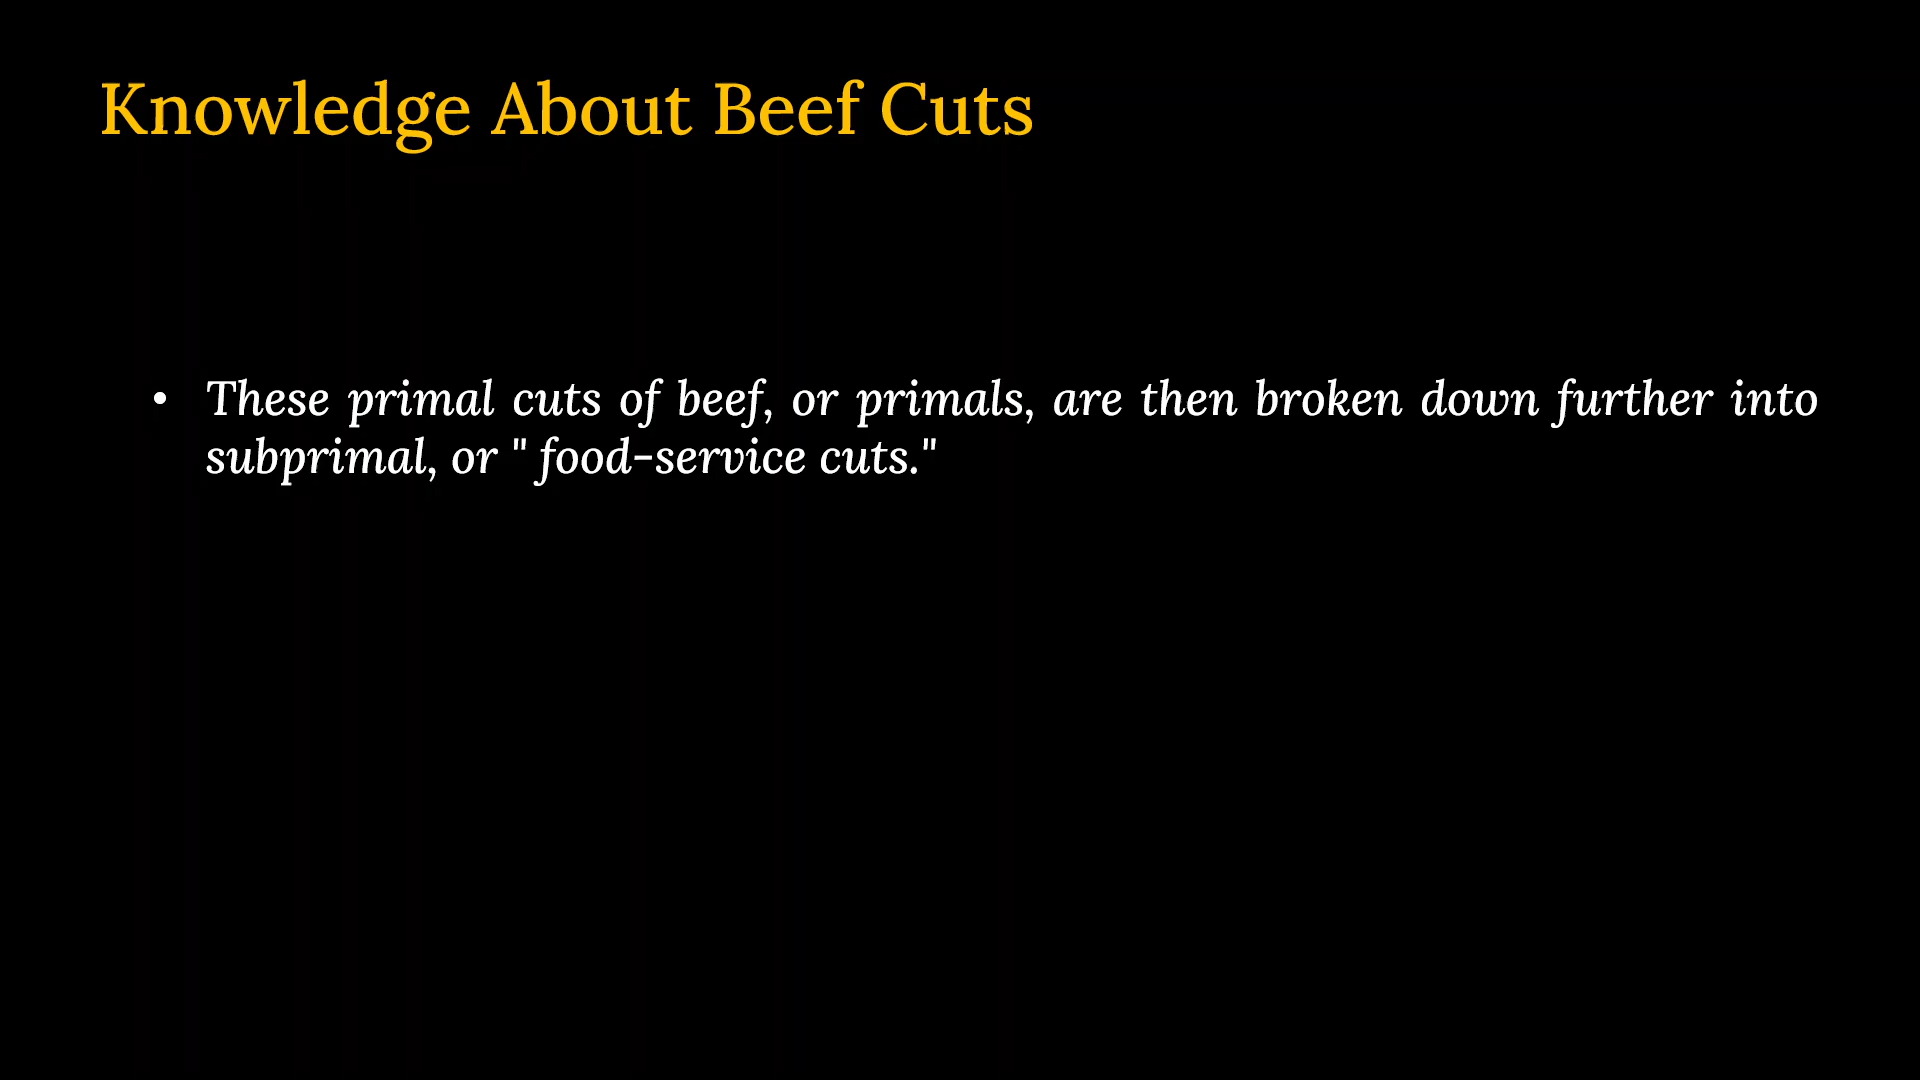 Knowledge About Beef Cuts
• These primal cuts of beef, or primals, are then broken down further into
subprimal, or " food-service cuts."